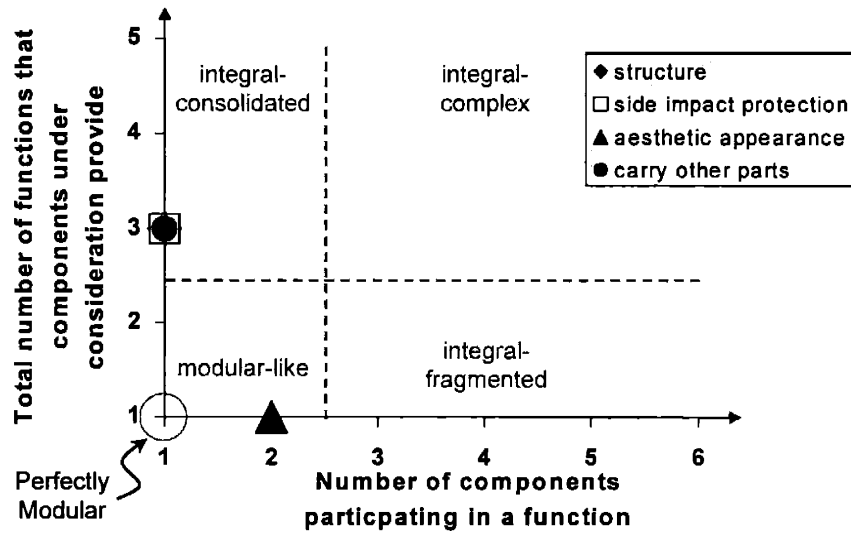 Total number of functions that
components under
consideration provide
5
4
3
2
1
integral-
consolidated
integral-
complex
modular-like
integral-
fragmented
structure
side impact protection
aesthetic appearance
carry other parts
1
2
3
4
5
6
Perfectly
Modular
Number of components
particpating in a function